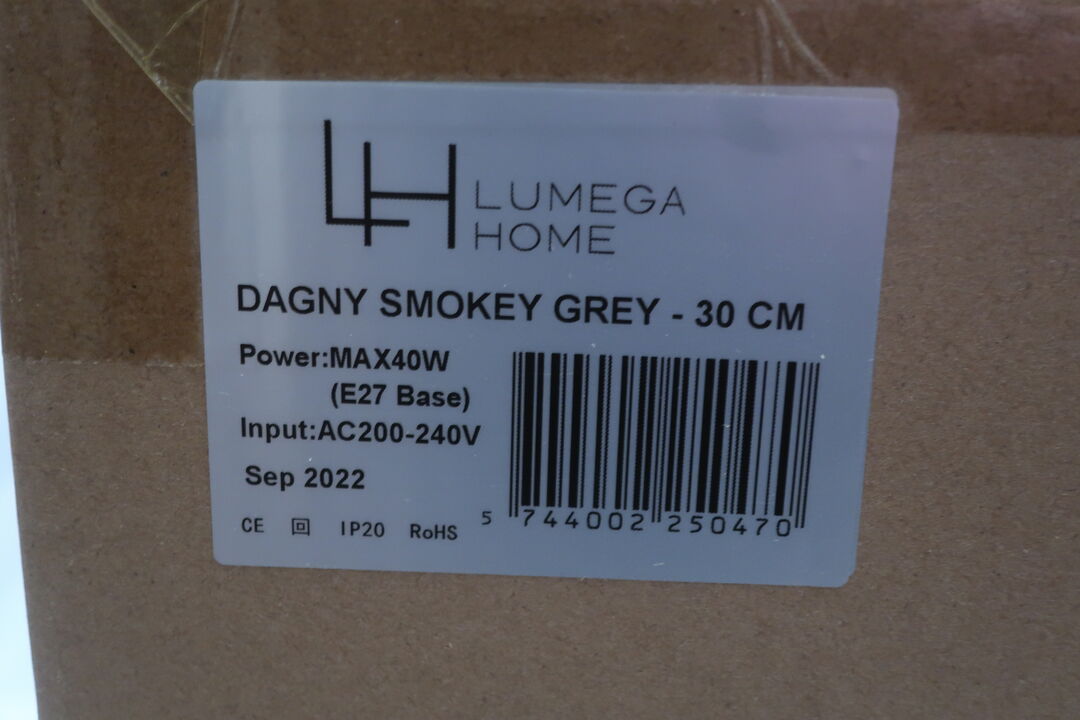 LH LUMEGA
HOME
DAGNY SMOKEY GREY - 30 CM
Power:MAX40W
(E27 Base)
Input:AC200-240V
Sep 2022
CE IP20 RoHS
5 744002 250470